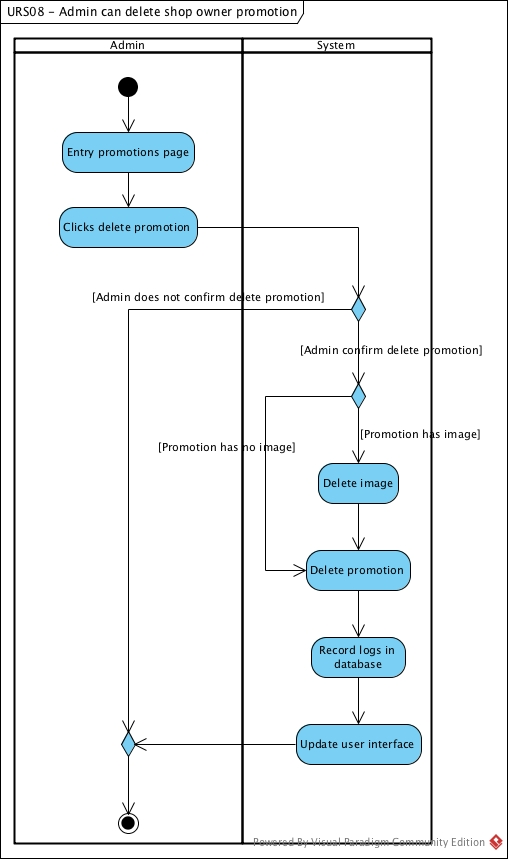 URS08 - Admin can delete shop owner promotion
Admin
System
Entry promotions page
Clicks delete promotion
[Admin does not confirm delete promotion]
[Admin confirm delete promotion]
[Promotion has image]
[Promotion has no image]
Delete image
Delete promotion
Record logs in
database
Update user interface
Powered By Visual Paradigm Community Edition